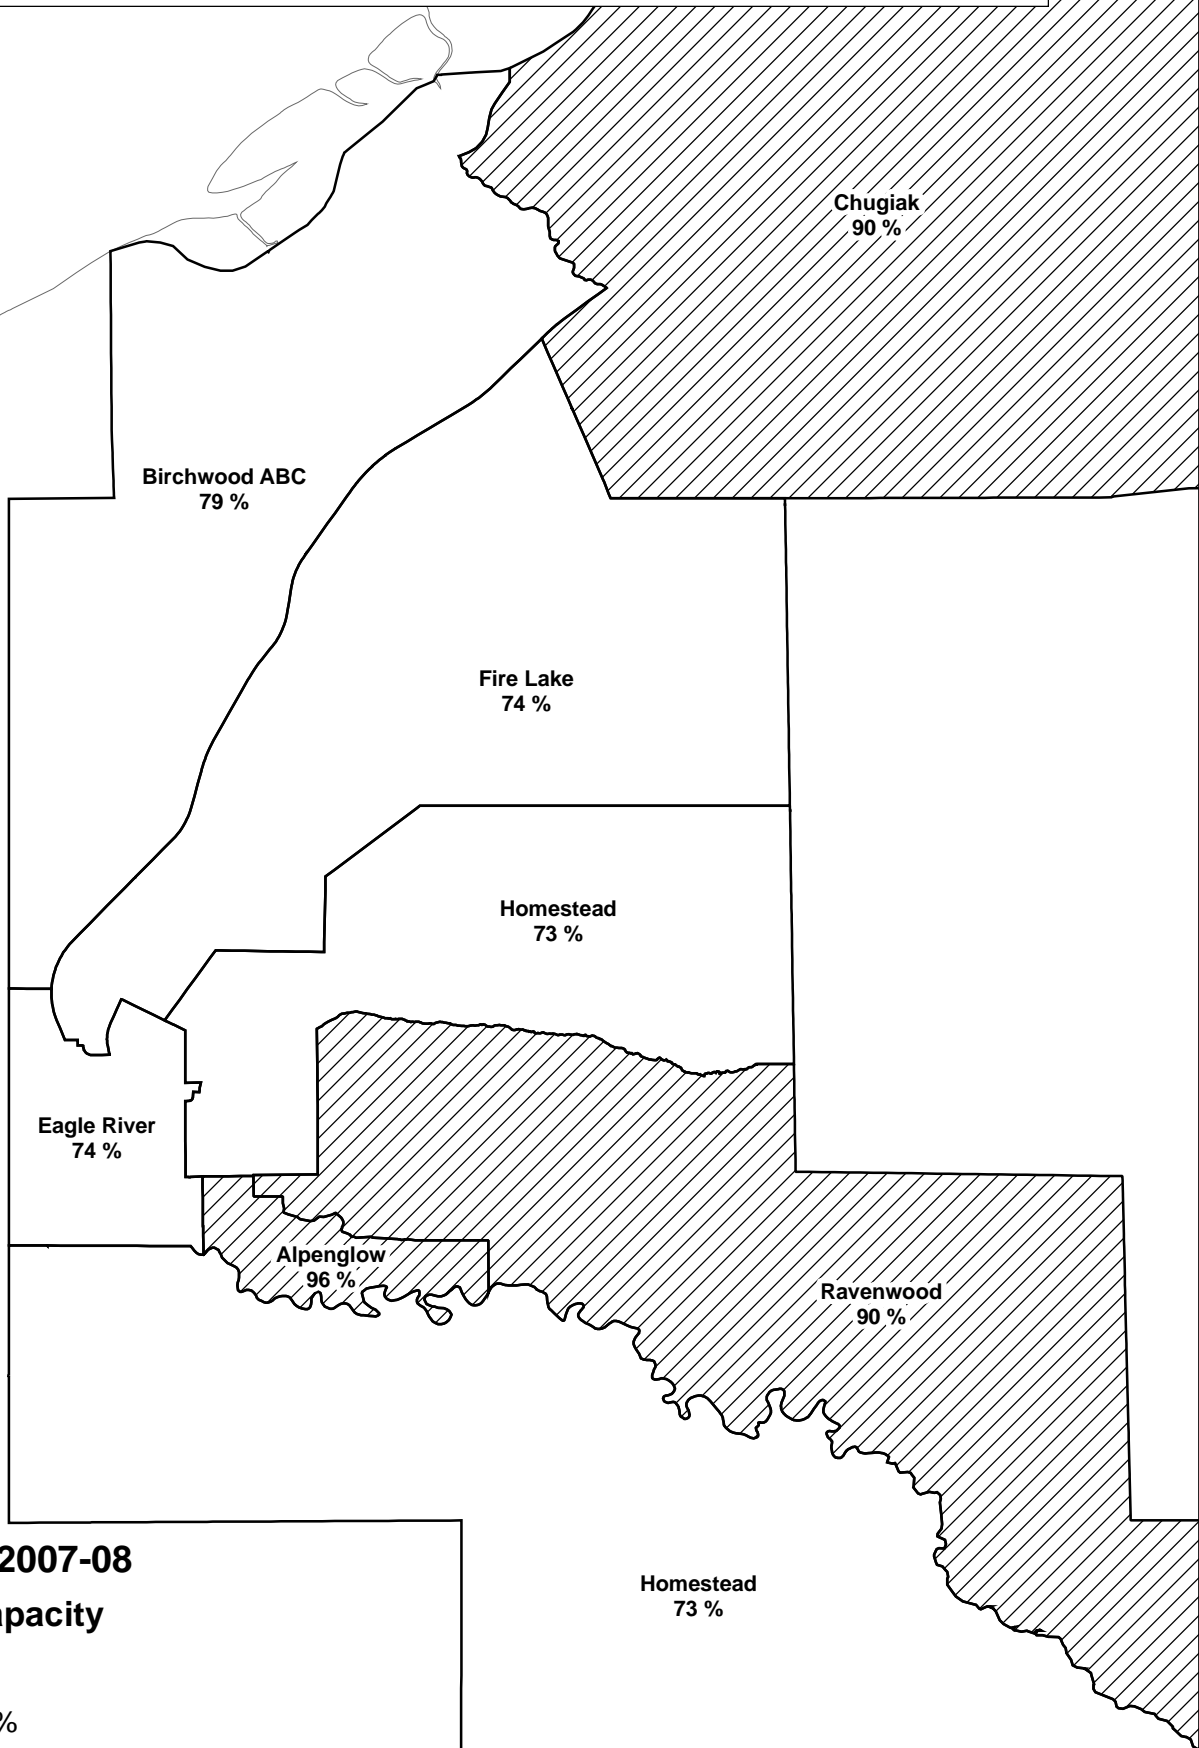 Chugiak
90 %
Birchwood ABC
79 %
Fire Lake
74 %
Homestead
73 %
Eagle River
74 %
Alpenglow
96 %
Ravenwood
90 %
2007-08
apacity
Homestead
73 %
%